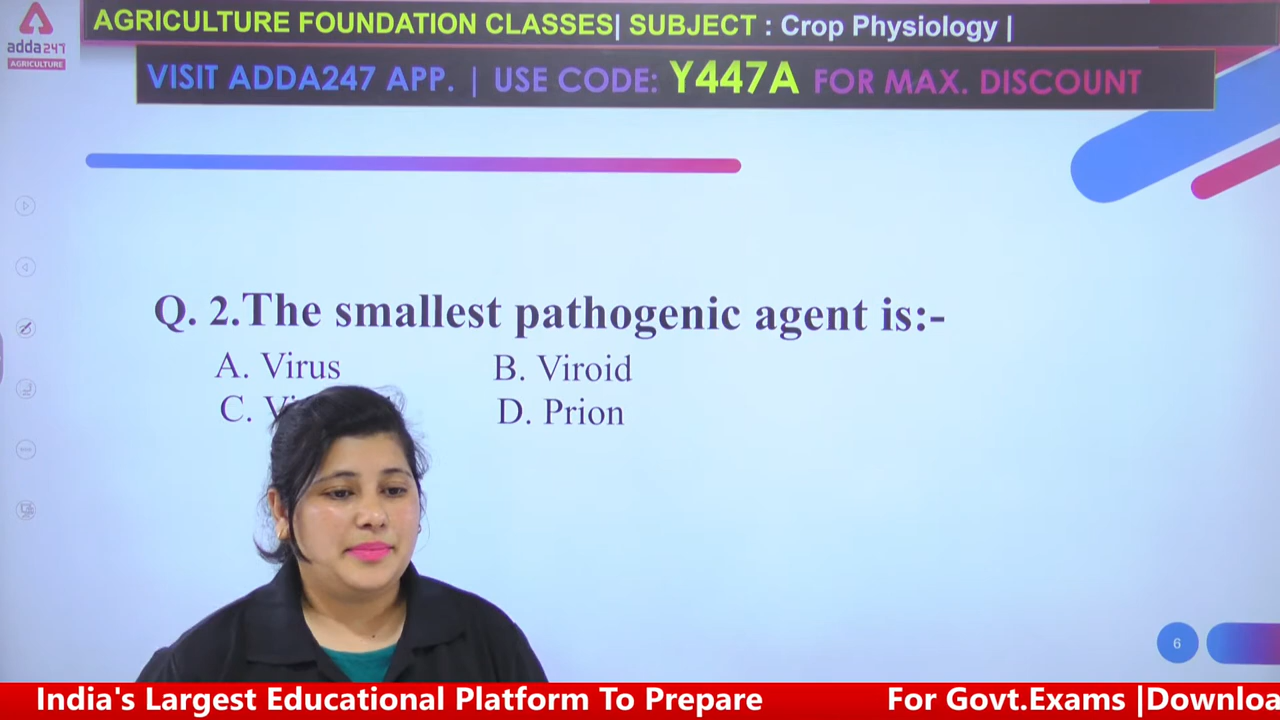 AGRICULTURE FOUNDATION CLASSES| SUBJECT : Crop Physiology |
adda247
AGRICULTURE
VISIT ADDA247 APP. | USE CODE: Y447A FOR MAX. DISCOUNT
Q. 2.The smallest pathogenic agent is:-
A. Virus B. Viroid
C. D. Prion
6
India's Largest Educational Platform To Prepare For Govt.Exams |Downloa